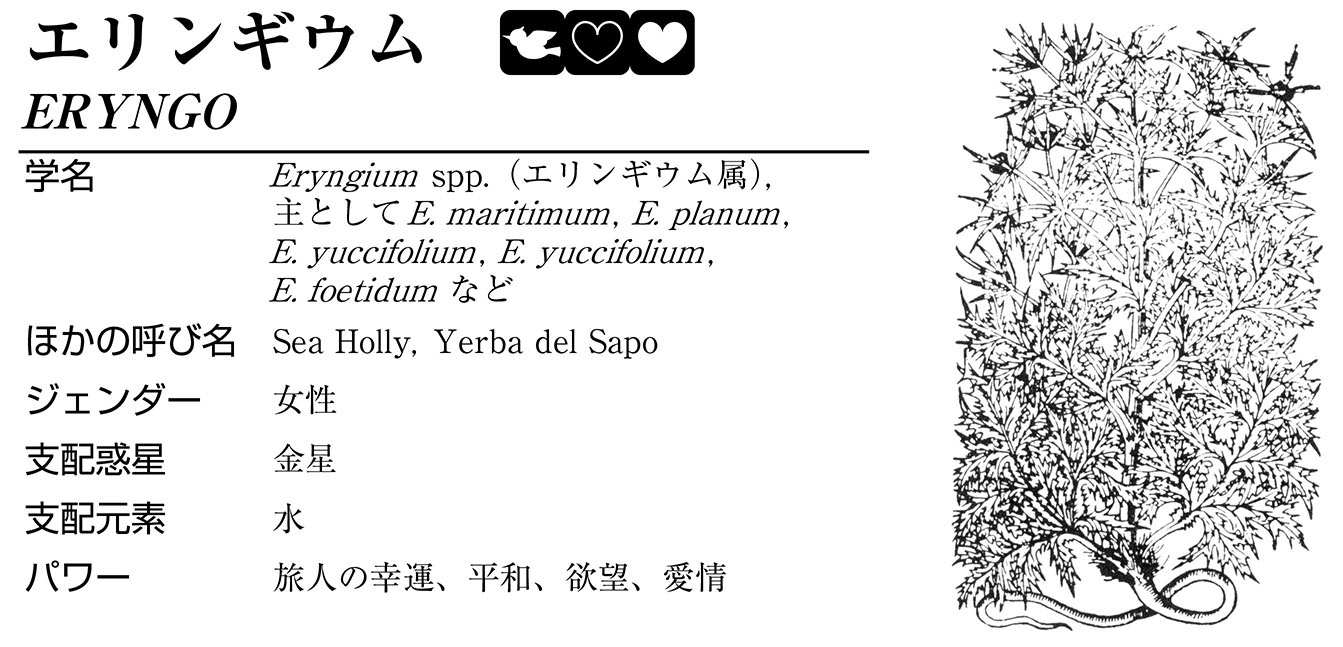 エリンギウム
ERYNGO
学名 Eryngium spp.（エリンギウム属），
主として E. maritimum, E. planum,
E. yuccifolium, E. yuccifolium,
E. foetidum など
ほかの呼び名 Sea Holly, Yerba del Sapo
ジェンダー 女性
支配惑星 金星
支配元素 水
パワー 旅人の幸運、平和、欲望、愛情